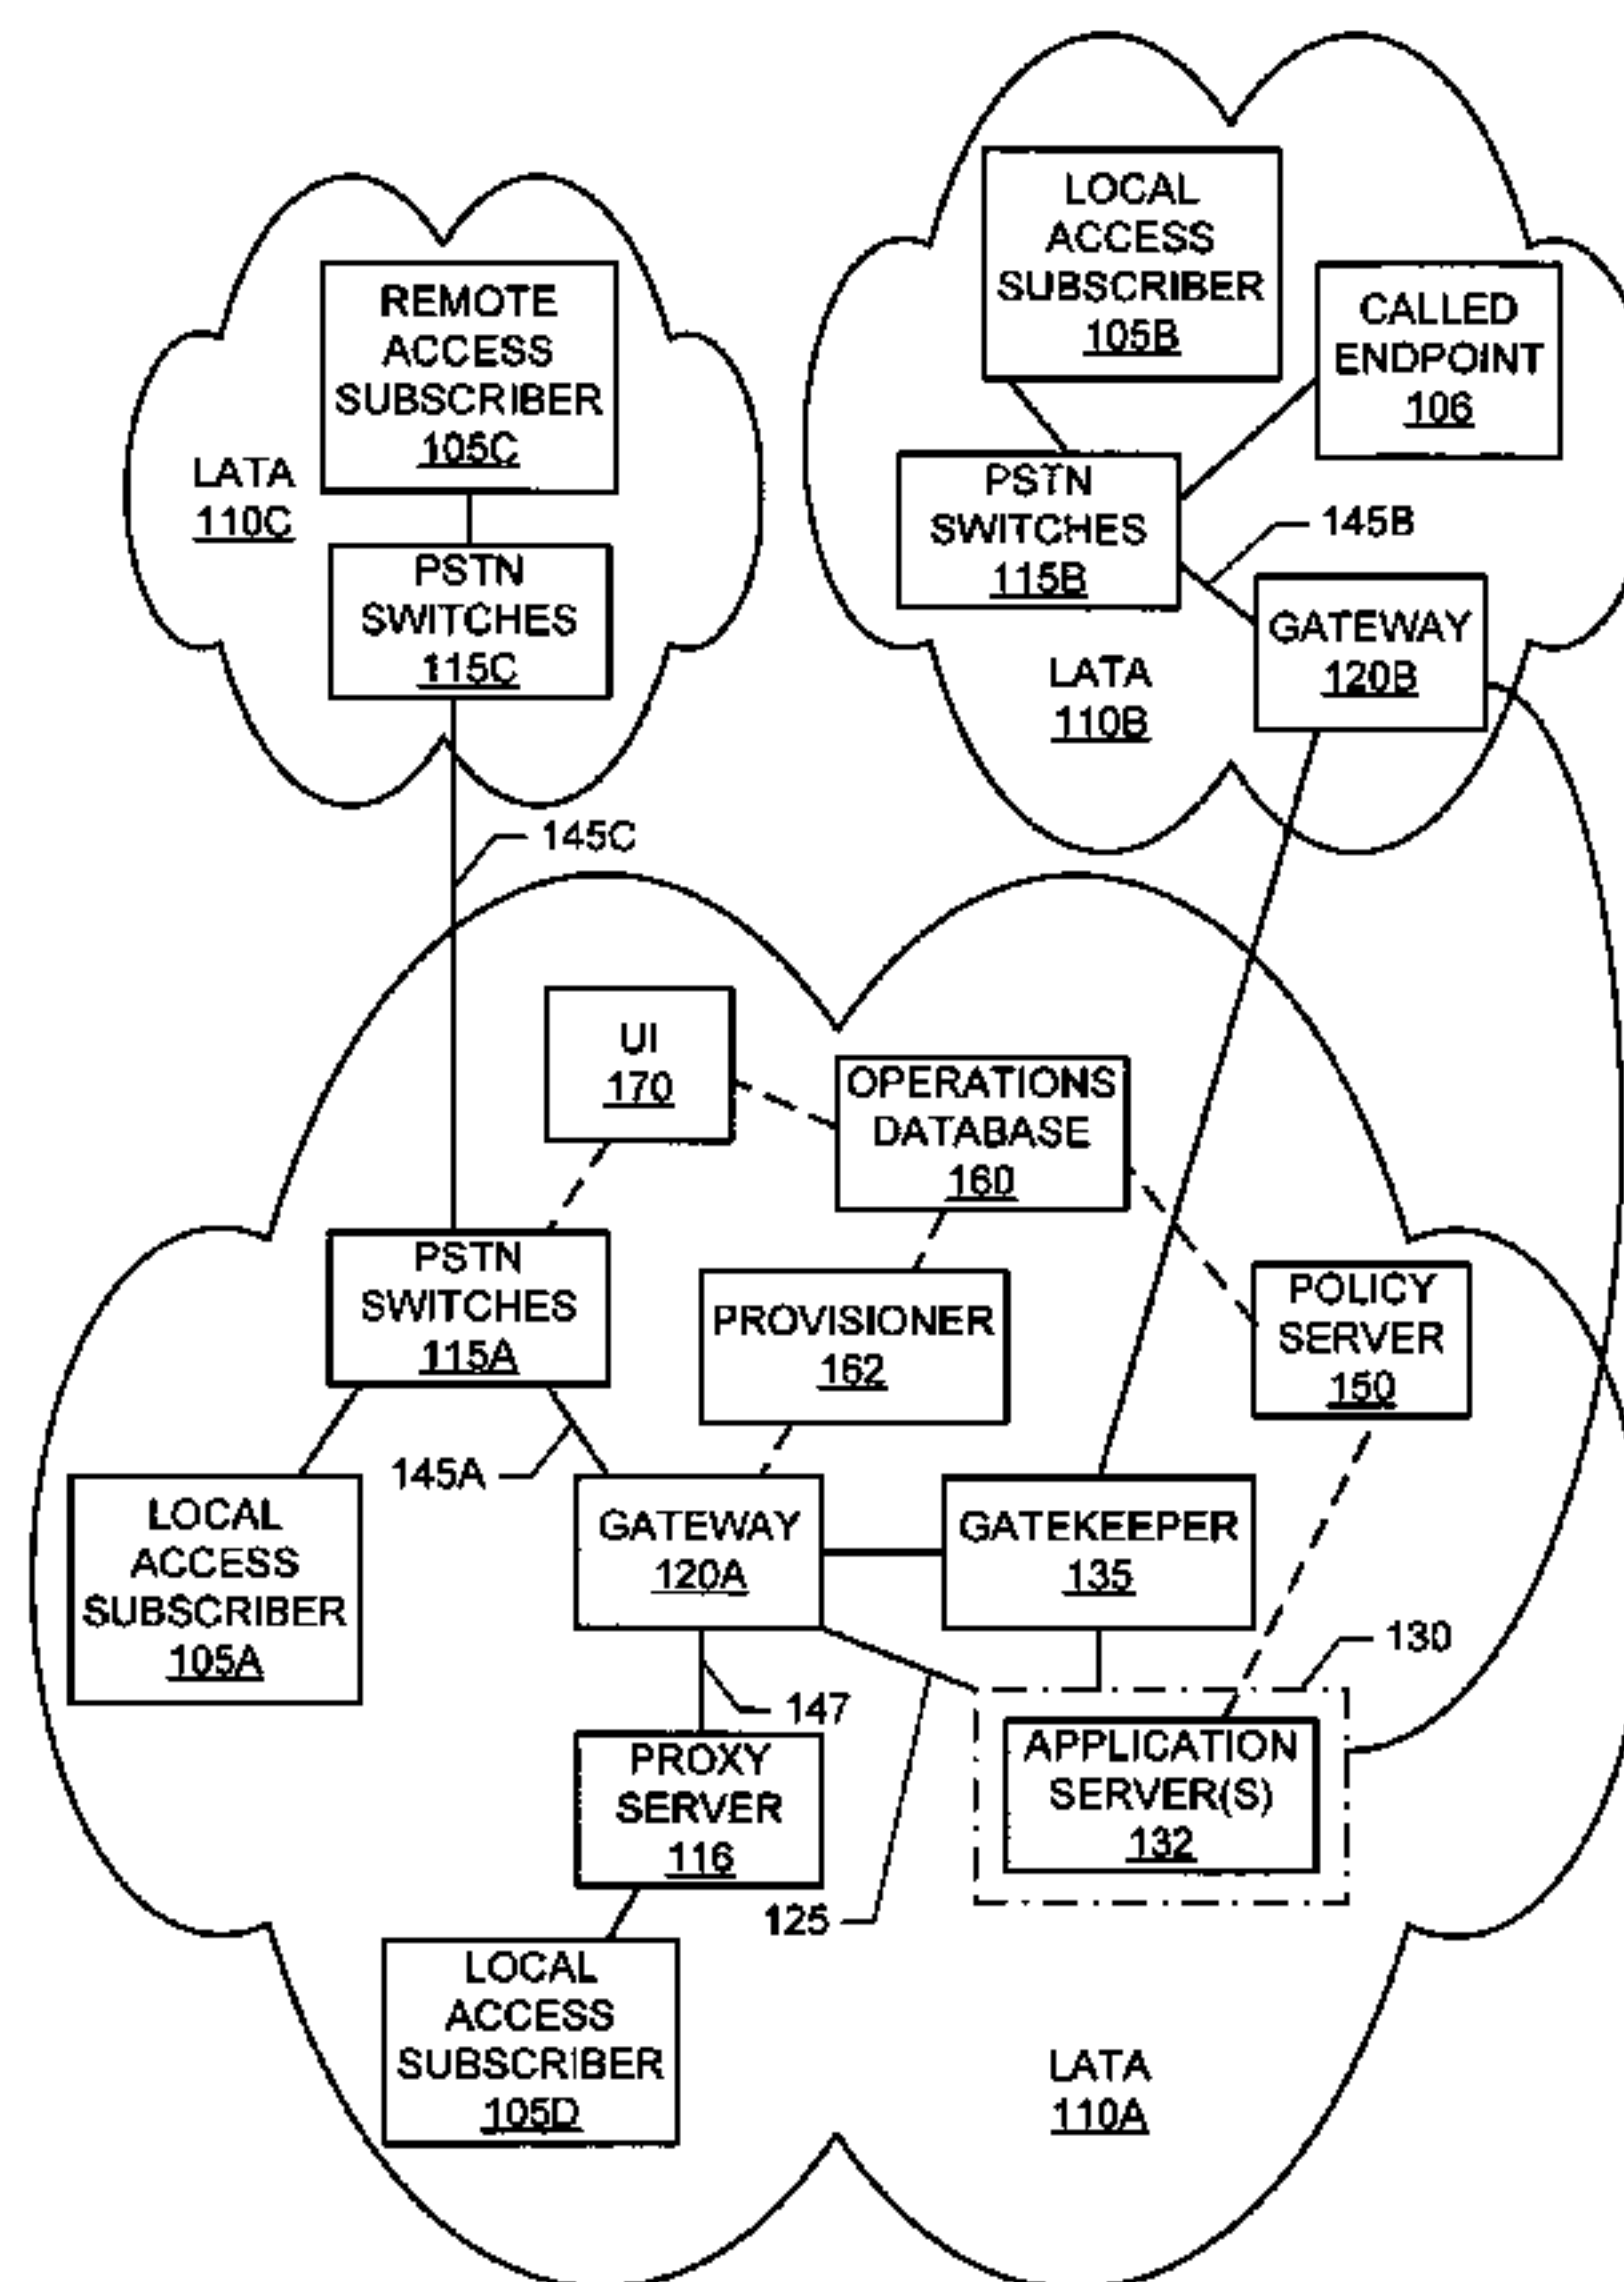 LOCAL
ACCESS
SUBSCRIBER
105B
REMOTE
ACCESS
SUBSCRIBER
105C
CALLED
ENDPOINT
106
LATA
110C
PSTN
SWITCHES
115B
145B
PSTN
SWITCHES
115C
GATEWAY
120B
LATA
110B
145C
UI
170
OPERATIONS
DATABASE
160
PSTN
SWITCHES
115A
PROVISIONER
162
POLICY
SERVER
150
145A
LOCAL
ACCESS
SUBSCRIBER
105A
GATEWAY
120A
GATEKEEPER
135
130
147
PROXY
SERVER
116
APPLICATION
SERVER(S)
132
125
LOCAL
ACCESS
SUBSCRIBER
105D
LATA
110A